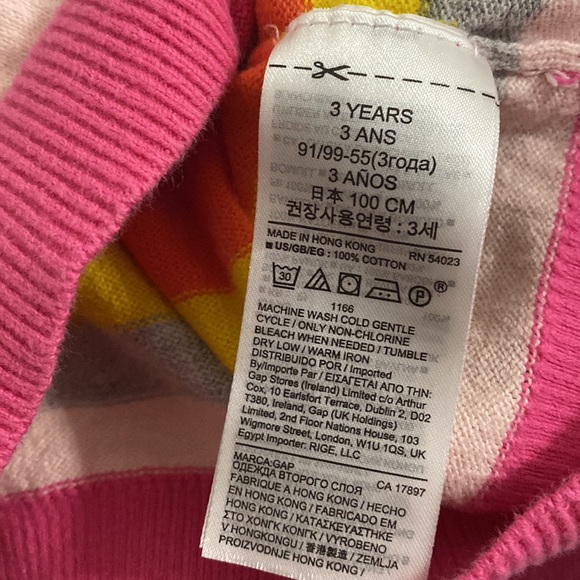 3 YEARS
3 ANS
91/99-55(3года)
3 AÑOS
日本 100 CM
권장사용연령 : 3세
MADE IN HONG KONG RN 54023
■ US/GB/EG : 100% COTTON
30 P ®
1166
MACHINE WASH COLD GENTLE
CYCLE / ONLY NON-CHLORINE
BLEACH WHEN NEEDED / TUMBLE
DRY LOW / WARM IRON
DISTRIBUIDO POR / Imported
By/Importe Par / ΕΙΣΑΓΕΤΑΙ ΑΠΟ ΤΗΝ:
Gap Stores (Ireland) Limited c/o Arthur
Cox, 10 Earlsfort Terrace, Dublin 2, D02
T380, Ireland, Gap (UK Holdings)
Limited, 2nd Floor Nations House, 103
Wigmore Street, London, W1U 1QS, UK
Egypt Importer: RIGE, LLC
MARCA:GAP CA 17897
ОДЕЖДА ВТОРОГО СЛОЯ
FABRIQUE A HONG KONG / HECHO
EN HONG KONG / FABRICADO EM
HONG KONG / ΚΑΤΑΣΚΕΥΑΣΤΗΚΕ
ΣΤΟ ΧΟΝΓΚ ΚΟΝΓΚ / VYROBENO
V HONGKONGU / 香港製造 / ZEMLJA
PROIZVODNJE HONG KONG /